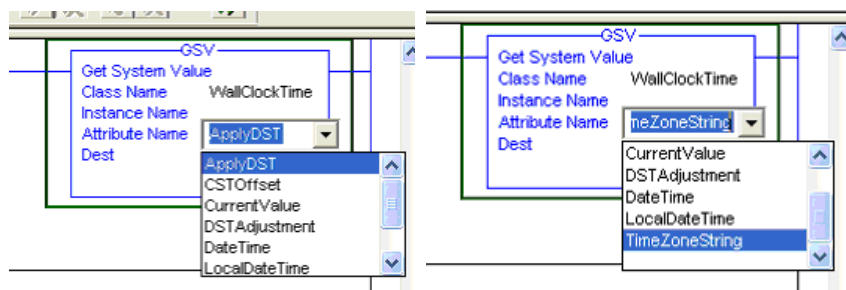 GSV
Get System Value
Class Name WallClockTime
Instance Name
Attribute Name ApplyDST
Dest
ApplyDST
CSTOffset
CurrentValue
DSTAdjustment
DateTime
LocalDateTime
GSV
Get System Value
Class Name WallClockTime
Instance Name
Attribute Name neZoneString
Dest
CurrentValue
DSTAdjustment
DateTime
LocalDateTime
TimeZoneString